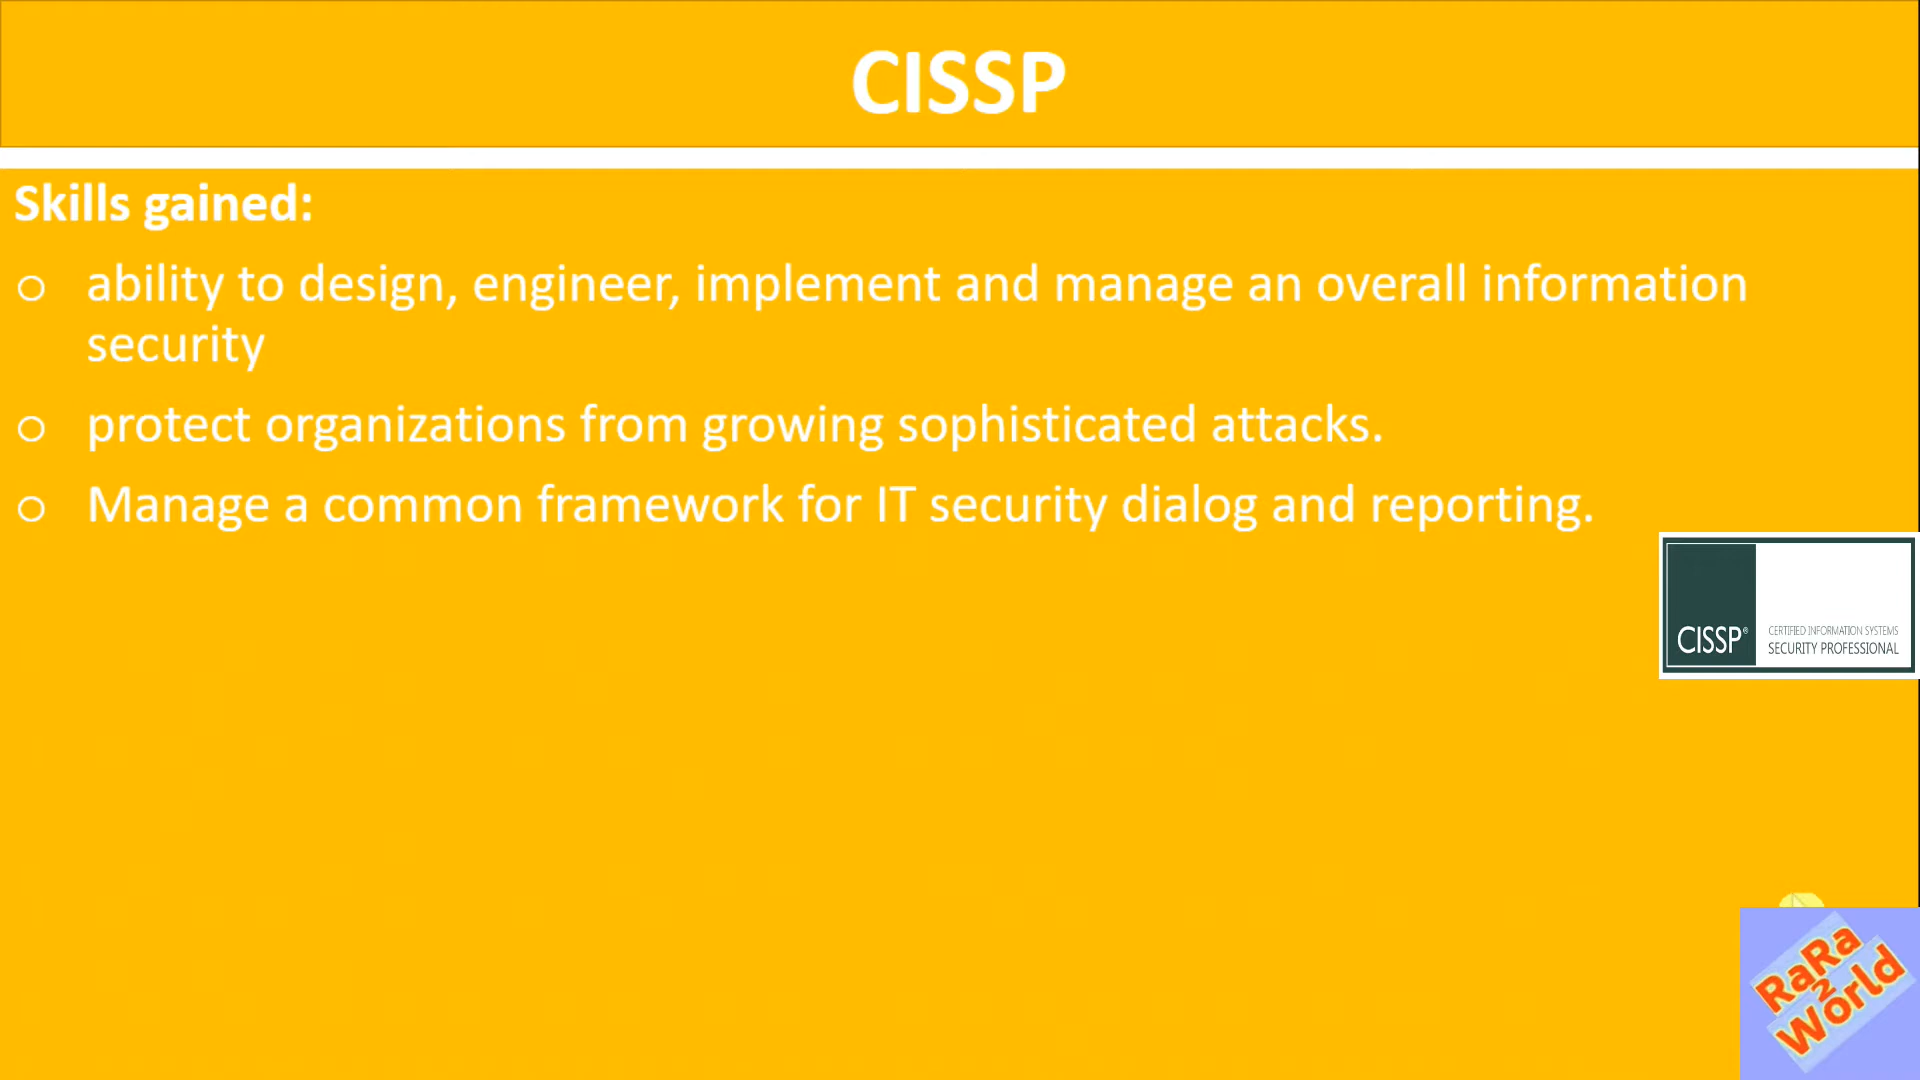 CISSP
Skills gained:
o ability to design, engineer, implement and manage an overall information
security
o protect organizations from growing sophisticated attacks.
o Manage a common framework for IT security dialog and reporting.
CISSP®
CERTIFIED INFORMATION SYSTEMS
SECURITY PROFESSIONAL
RaRa
2
World